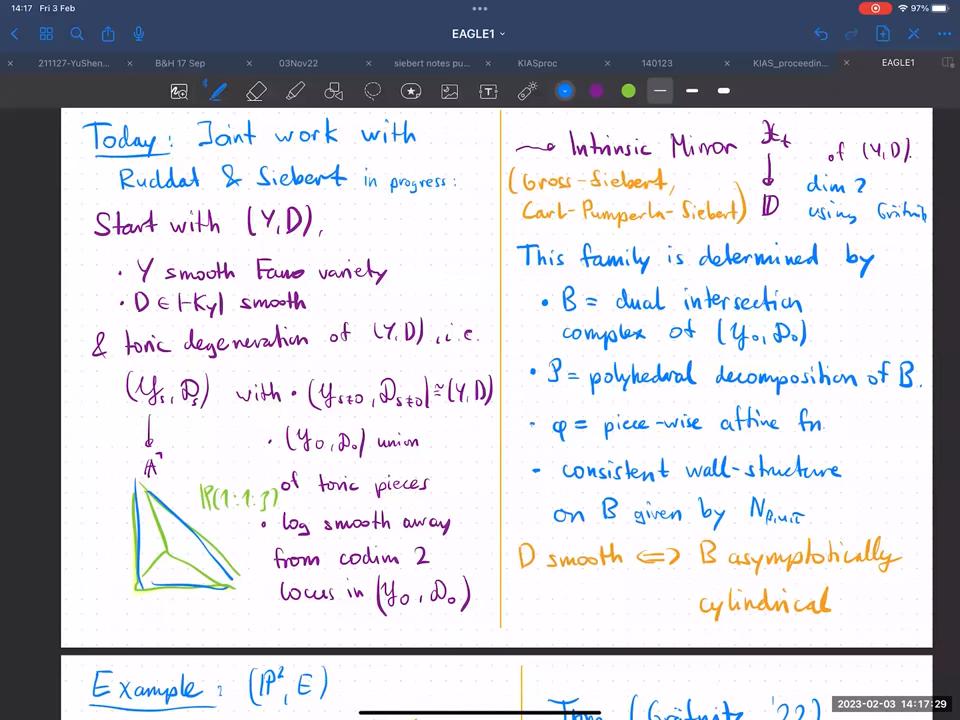 14:17 Fri 3 Feb
97%
EAGLE1
211127-YuShen...
B&H 17 Sep
03Nov22
siebert notes pu...
KIASproc
140123
KIAS_proceedin...
EAGLE1
Today: Joint work with
Ruddat & Siebert in progress:
Start with (Y,D),
· Y smooth Fano variety
· D ∈ |-K_Y| smooth
& toric degeneration of (Y,D), i.e.
(𝒴_s, 𝒟_s) with · (𝒴_{s≠0}, 𝒟_{s≠0}) ≅ (Y,D)
↓
𝔸¹
· (𝒴_0, 𝒟_0) union
of toric pieces
ℙ(1:1:3)
· log smooth away
from codim 2
locus in (𝒴_0, 𝒟_0)
⇝ Intrinsic Mirror 𝔛_t of (Y,D).
↓
𝔻
(Gross-Siebert,
Carl-Pumperla-Siebert)
dim 2
using Gräfnitz
This family is determined by
· B = dual intersection
complex of (𝒴_0, 𝒟_0)
· 𝒫 = polyhedral decomposition of B.
· φ = piece-wise affine fn
· consistent wall-structure
on B given by
D smooth ⟺ B asymptotically
cylindrical
Example: (ℙ², E)
(Gräfnitz '22)
2023-02-03 14:17:29